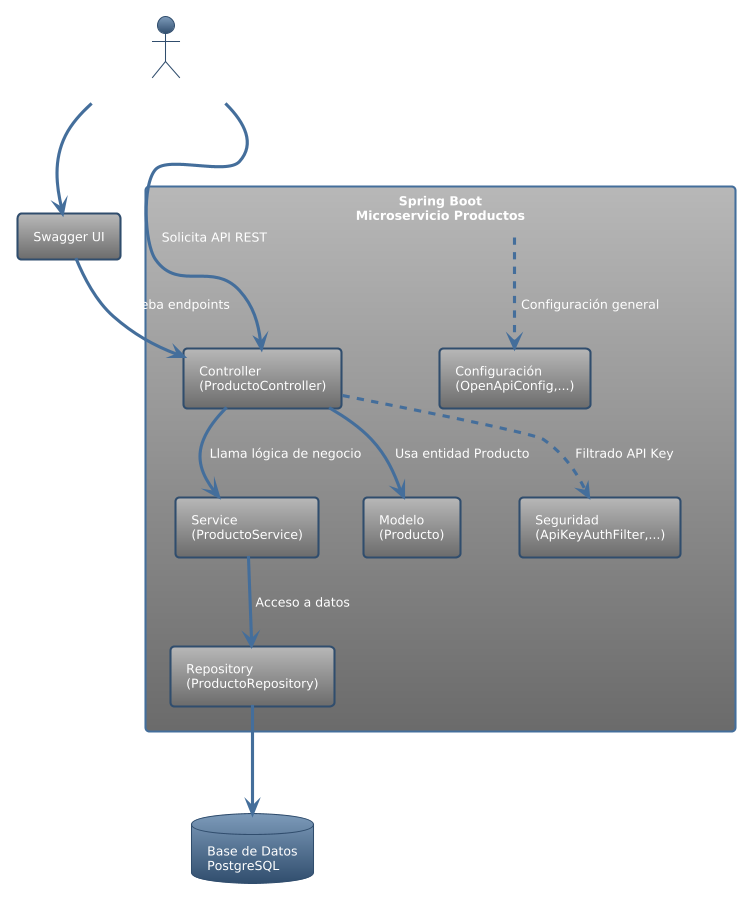 Spring Boot
Microservicio Productos
Swagger UI
Solicita API REST
eba endpoints
Configuración general
Controller
(ProductoController)
Configuración
(OpenApiConfig,...)
Llama lógica de negocio
Usa entidad Producto
Filtrado API Key
Service
(ProductoService)
Modelo
(Producto)
Seguridad
(ApiKeyAuthFilter,...)
Acceso a datos
Repository
(ProductoRepository)
Base de Datos
PostgreSQL